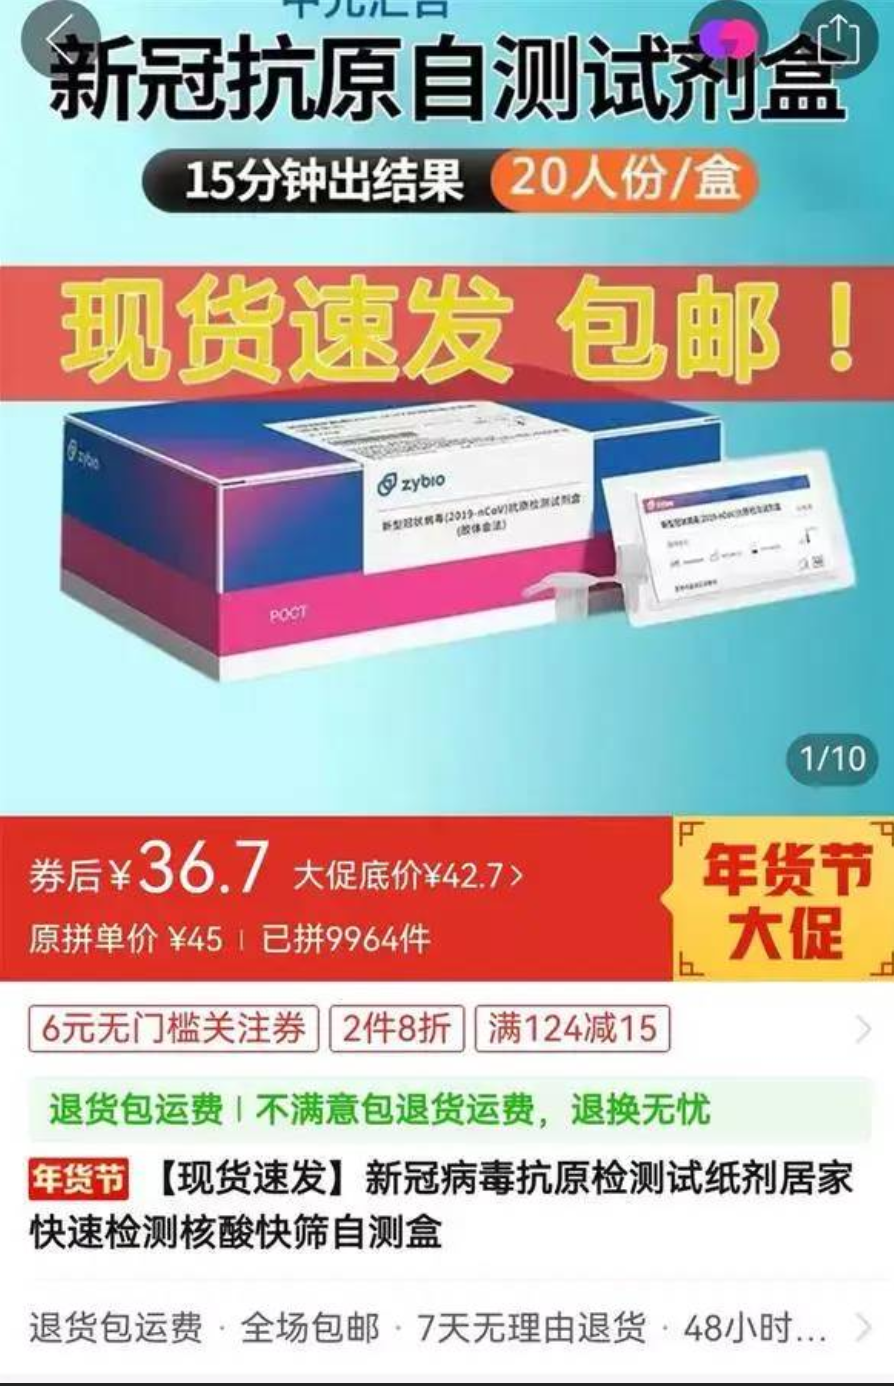 新冠抗原自测试剂盒
15分钟出结果 20人份/盒
现货速发 包邮！
zybio
zybio
新型冠状病毒(2019-nCoV)抗原检测试剂盒
(胶体金法)
POCT
1/10
券后¥36.7 大促底价¥42.7>
原拼单价 ¥45 | 已拼9964件
年货节
大促
6元无门槛关注券 2件8折 满124减15
退货包运费 | 不满意包退货运费，退换无忧
年货节 【现货速发】新冠病毒抗原检测试纸剂居家
快速检测核酸快筛自测盒
退货包运费 · 全场包邮 · 7天无理由退货 · 48小时...